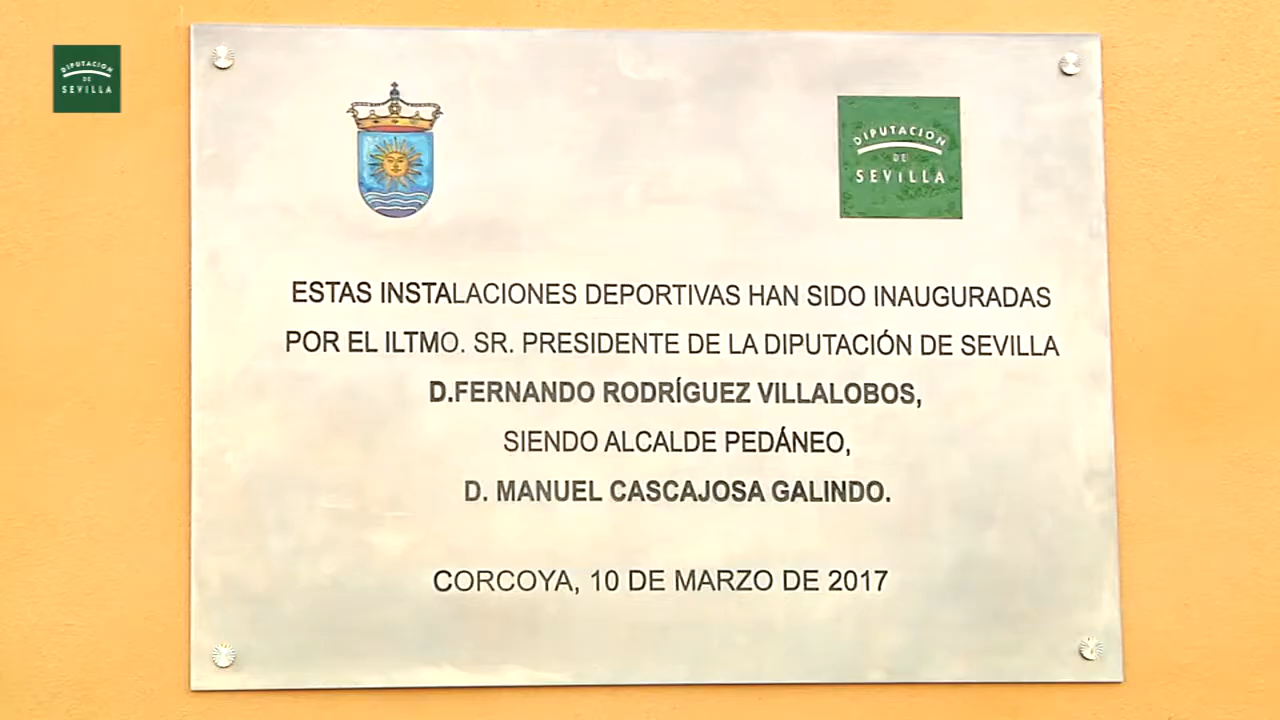 DIPUTACION
DE
SEVILLA
DIPUTACION
DE
SEVILLA
ESTAS INSTALACIONES DEPORTIVAS HAN SIDO INAUGURADAS
POR EL ILTMO. SR. PRESIDENTE DE LA DIPUTACIÓN DE SEVILLA
D.FERNANDO RODRÍGUEZ VILLALOBOS,
SIENDO ALCALDE PEDÁNEO,
D. MANUEL CASCAJOSA GALINDO.
CORCOYA, 10 DE MARZO DE 2017